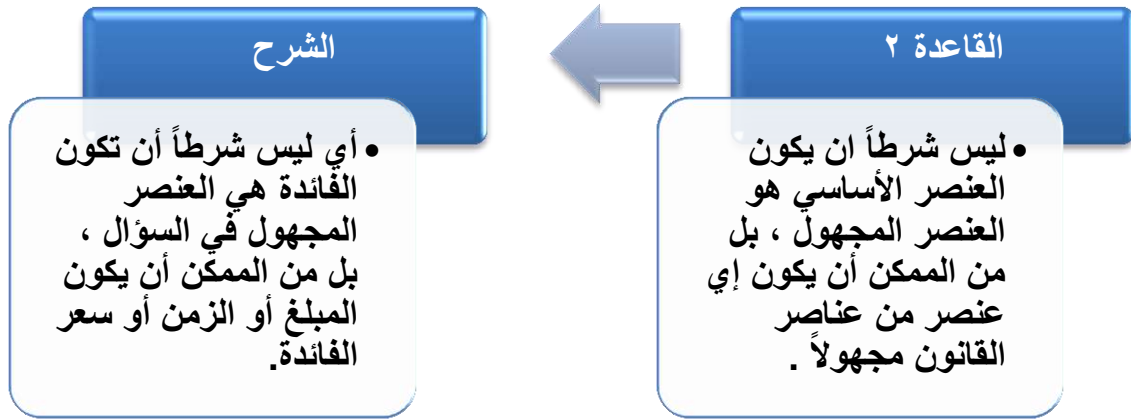 القاعدة ٢
•ليس شرطاً ان يكون
العنصر الأساسي هو
العنصر المجهول ، بل
من الممكن أن يكون إي
عنصر من عناصر
القانون مجهولاً .
الشرح
•أي ليس شرطاً أن تكون
الفائدة هي العنصر
المجهول في السؤال ،
بل من الممكن أن يكون
المبلغ أو الزمن أو سعر
الفائدة.